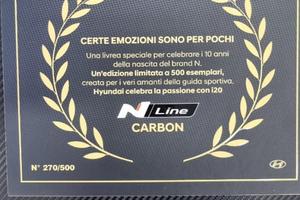 CERTE EMOZIONI SONO PER POCHI
Una livrea speciale per celebrare i 10 anni
della nascita del brand N.
Un'edizione limitata a 500 esemplari,
creata per i veri amanti della guida sportiva.
Hyundai celebra la passione con i20
N Line
CARBON
N° 270/500